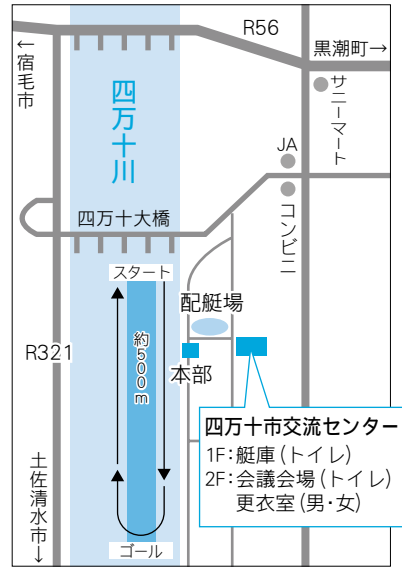 R56
←宿毛市
黒潮町→
サニーマート
四万十川
JA
コンビニ
四万十大橋
スタート
配艇場
約500m
R321
本部
四万十市交流センター
1F:艇庫(トイレ)
2F:会議会場(トイレ)
更衣室(男・女)
土佐清水市→
ゴール